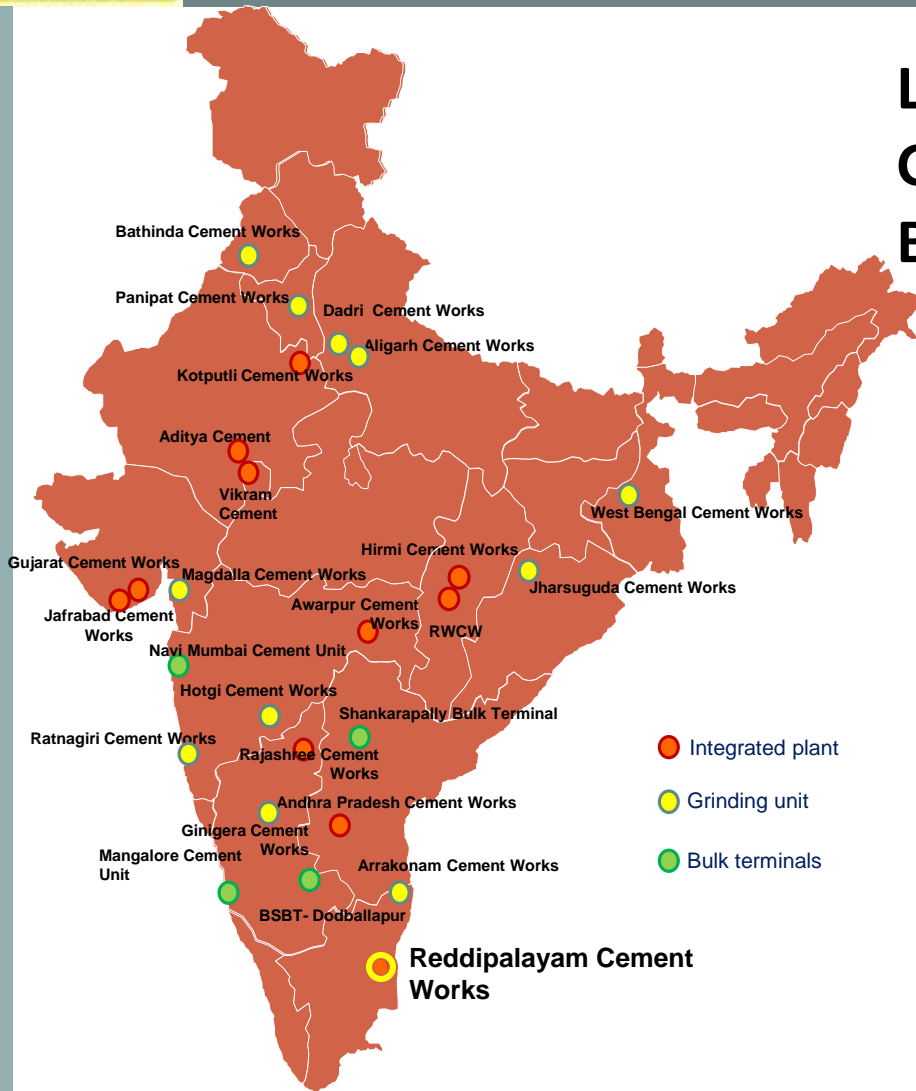 L
Bathinda Cement Works
Panipat Cement Works
Dadri  Cement Works
Aligarh Cement Works
Kotputli Cement Works
Aditya Cement
Vikram
Cement
West Bengal Cement Works
Hirmi Cement Works
Gujarat Cement Works
Magdalla Cement Works
Jharsuguda Cement Works
Awarpur Cement
Works
Jafrabad Cement
Works
RWCW
Navi Mumbai Cement Unit
Hotgi Cement Works
Shankarapally Bulk Terminal
Ratnagiri Cement Works
Rajashree Cement
Works
Integrated plant
Grinding unit
Bulk terminals
Andhra Pradesh Cement Works
Ginigera Cement
Works
Mangalore Cement
Unit
Arrakonam Cement Works
BSBT- Dodballapur
Reddipalayam Cement
Works